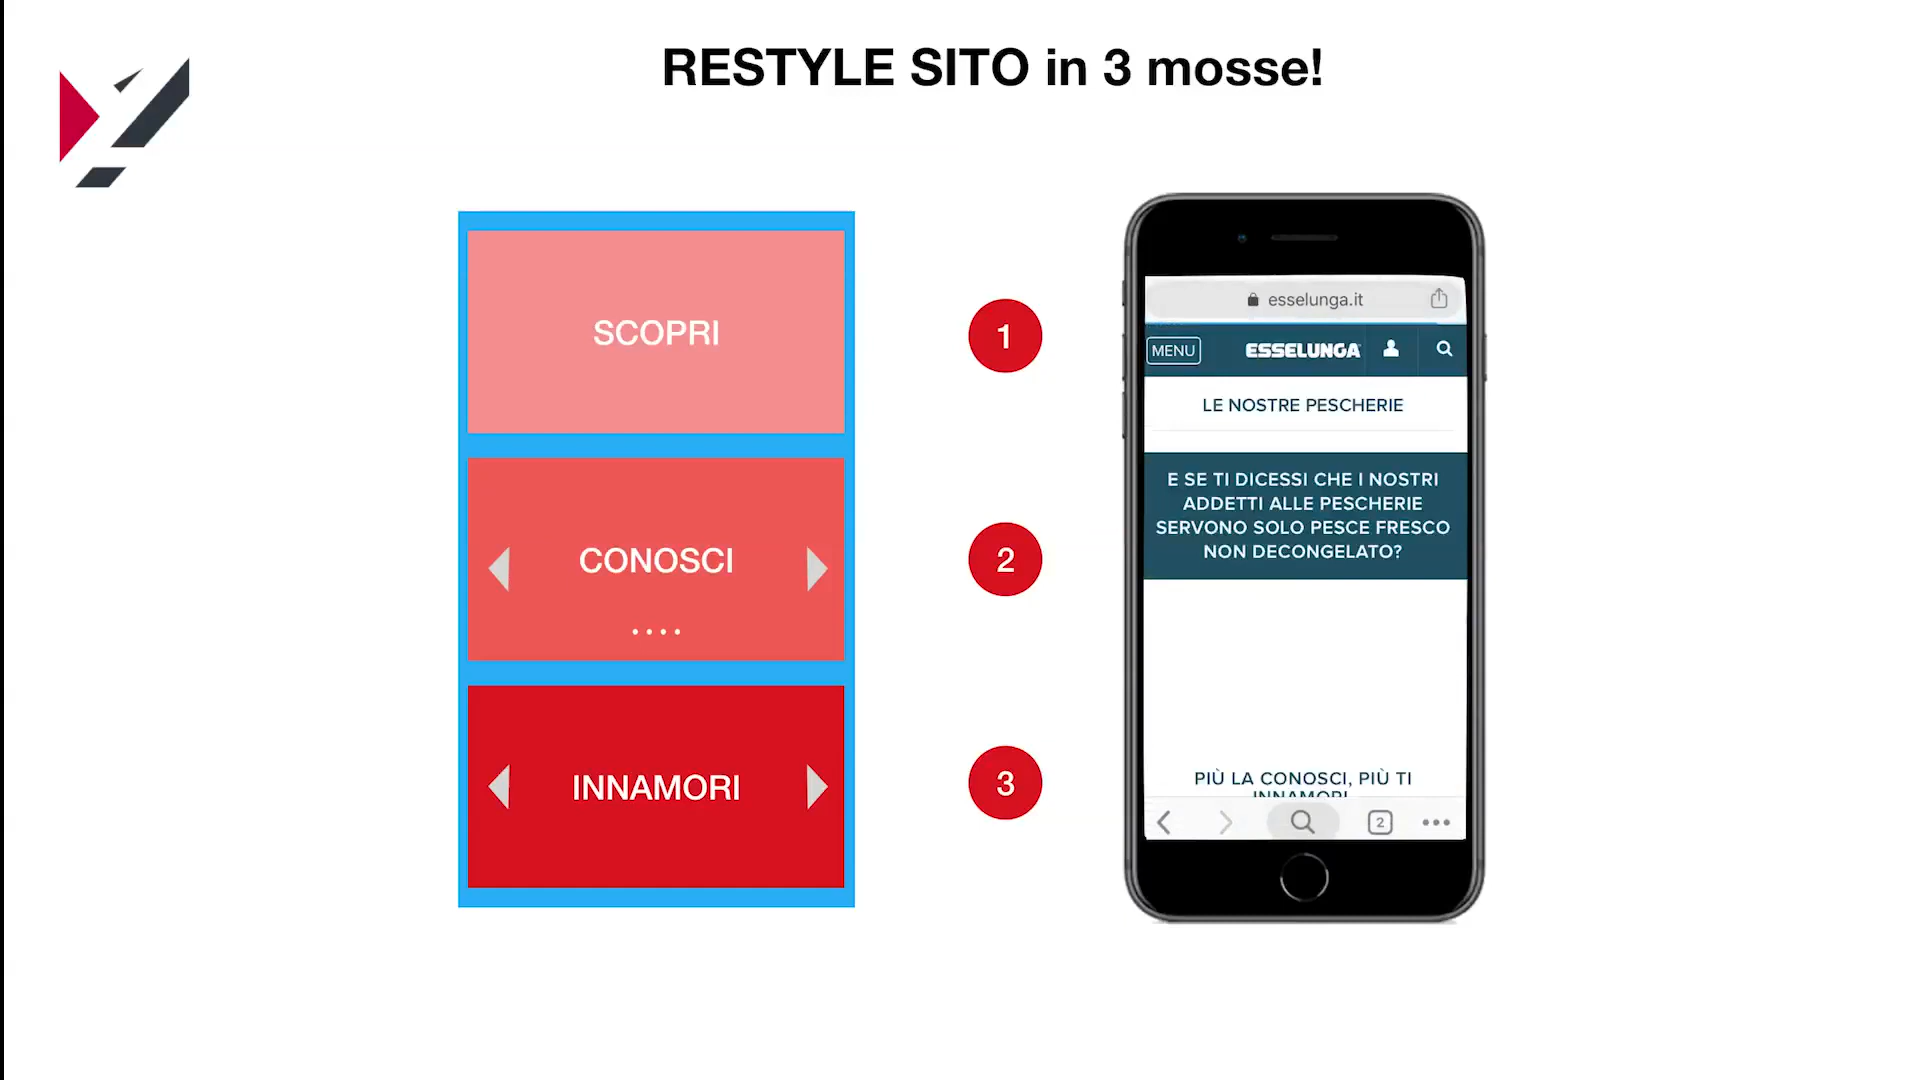 RESTYLE SITO in 3 mosse!
SCOPRI
CONOSCI
....
INNAMORI
1
2
3
esselunga.it
MENU
ESSELUNGA
LE NOSTRE PESCHERIE
E SE TI DICESSI CHE I NOSTRI
ADDETTI ALLE PESCHERIE
SERVONO SOLO PESCE FRESCO
NON DECONGELATO?
PIÙ LA CONOSCI, PIÙ TI
INNAMORI
2